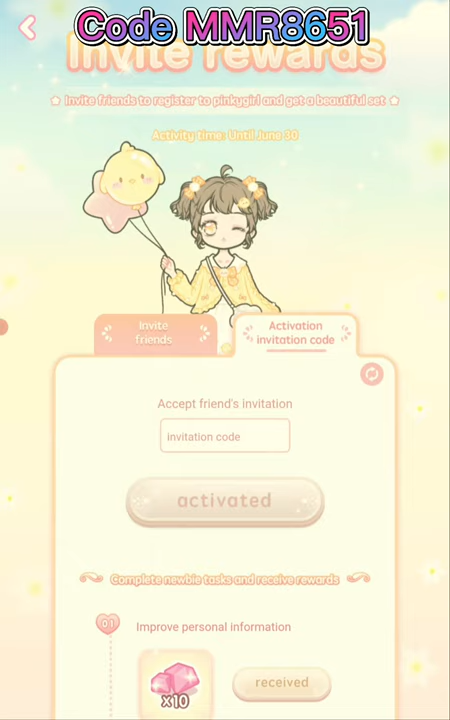 Code MMR8651
Invite rewards
Invite friends to register to pinkygirl and get a beautiful set
Activity time: Until June 30
Invite
friends
Activation
invitation code
Accept friend's invitation
invitation code
activated
Complete newbie tasks and receive rewards
01
Improve personal information
x10
received